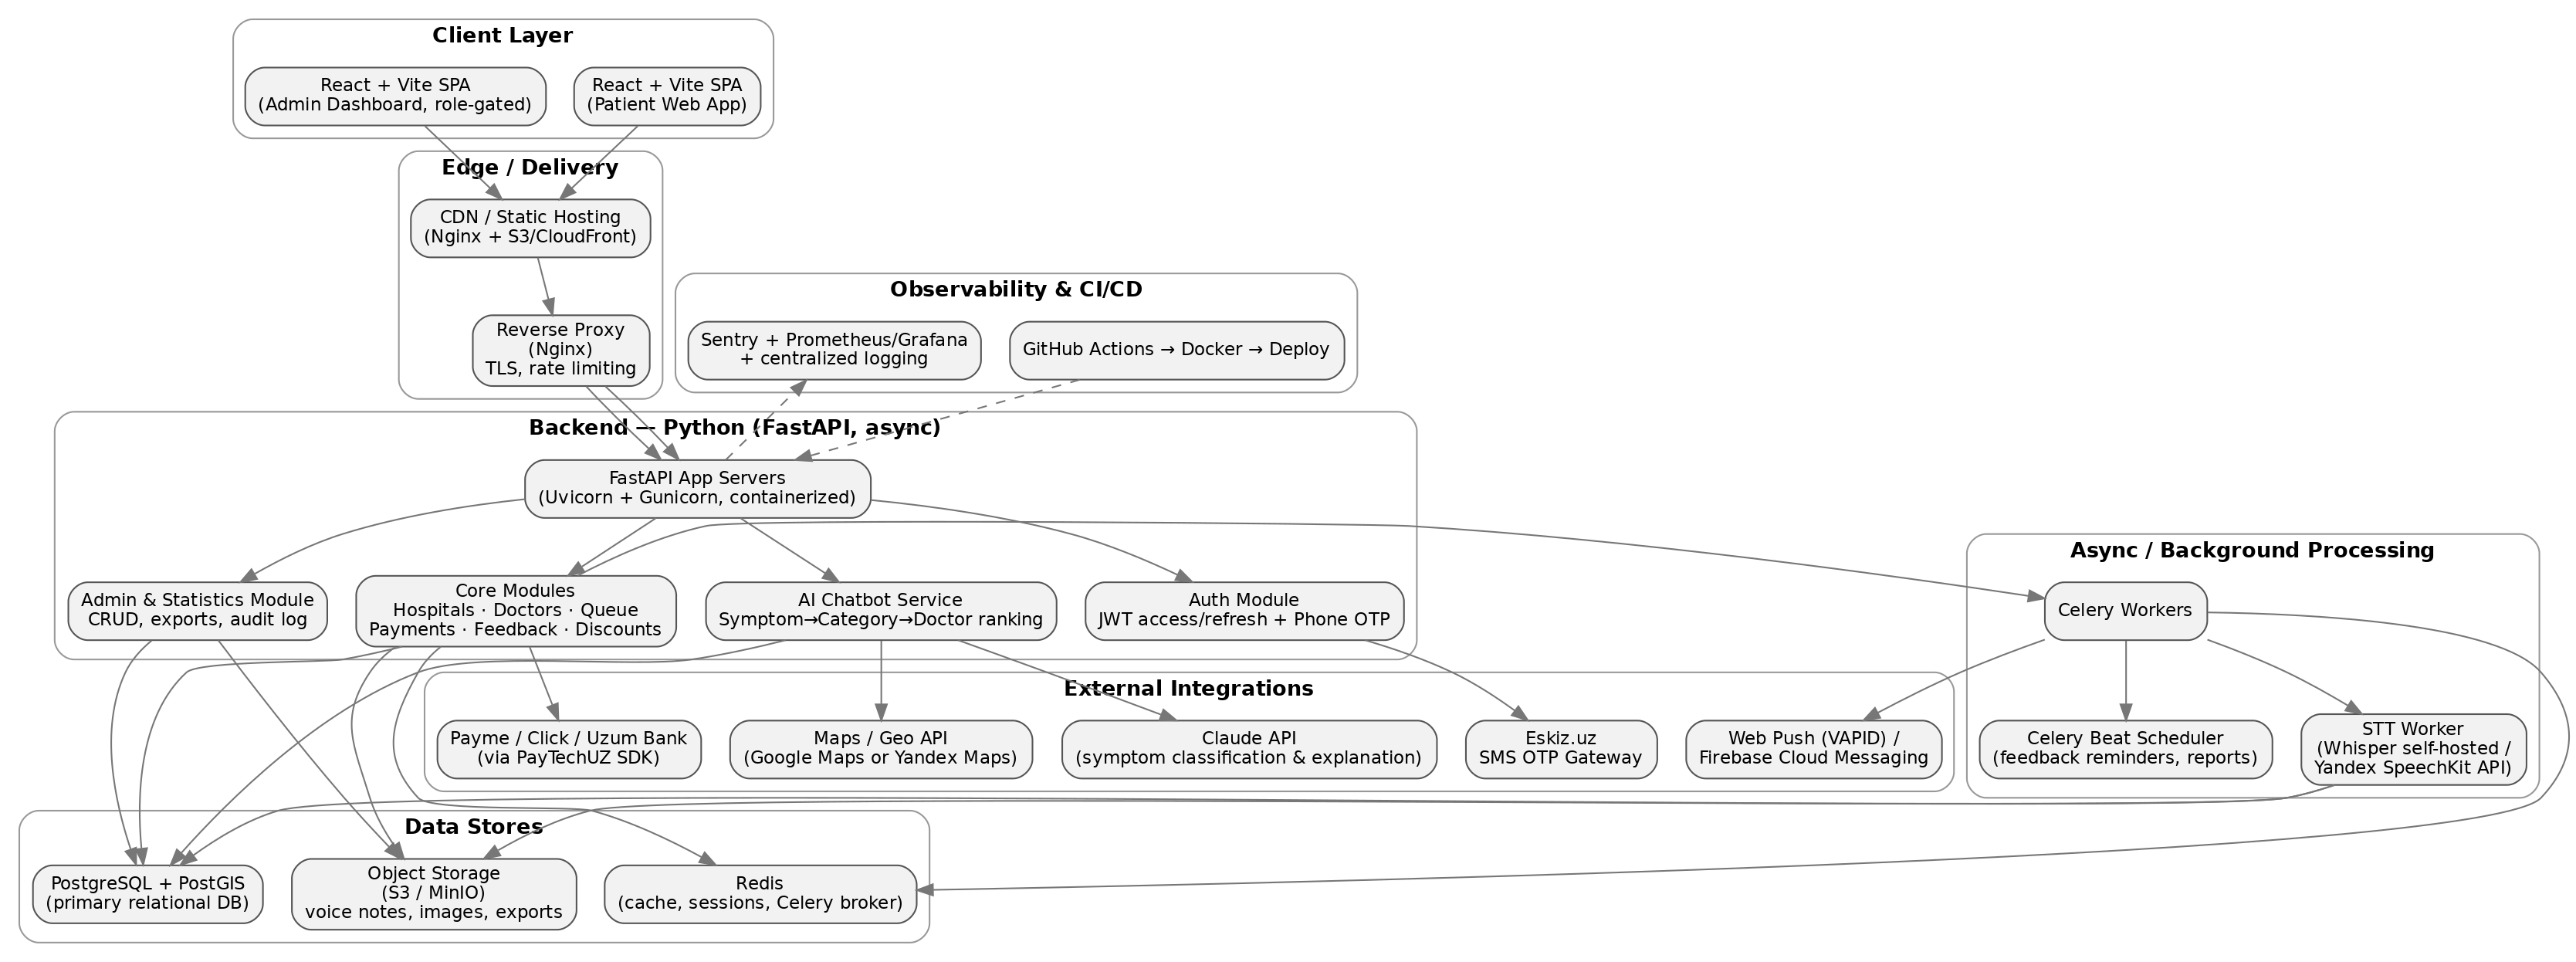 Client Layer
React + Vite SPA
(Admin Dashboard, role-gated)
React + Vite SPA
(Patient Web App)
Edge / Delivery
CDN / Static Hosting
(Nginx + S3/CloudFront)
Reverse Proxy
(Nginx)
TLS, rate limiting
Observability & CI/CD
Sentry + Prometheus/Grafana
+ centralized logging
GitHub Actions → Docker → Deploy
Backend — Python (FastAPI, async)
FastAPI App Servers
(Uvicorn + Gunicorn, containerized)
Admin & Statistics Module
CRUD, exports, audit log
Core Modules
Hospitals · Doctors · Queue
Payments · Feedback · Discounts
AI Chatbot Service
Symptom→Category→Doctor ranking
Auth Module
JWT access/refresh + Phone OTP
Async / Background Processing
Celery Workers
Celery Beat Scheduler
(feedback reminders, reports)
STT Worker
(Whisper self-hosted /
Yandex SpeechKit API)
External Integrations
Payme / Click / Uzum Bank
(via PayTechUZ SDK)
Maps / Geo API
(Google Maps or Yandex Maps)
Claude API
(symptom classification & explanation)
Eskiz.uz
SMS OTP Gateway
Web Push (VAPID) /
Firebase Cloud Messaging
Data Stores
PostgreSQL + PostGIS
(primary relational DB)
Object Storage
(S3 / MinIO)
voice notes, images, exports
Redis
(cache, sessions, Celery broker)